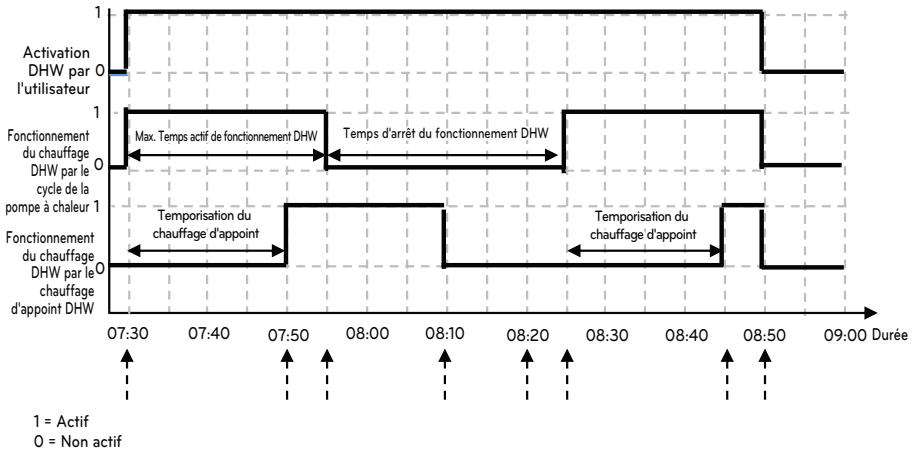 1
Activation
DHW par
l'utilisateur
0
1
Fonctionnement
du chauffage
DHW par le
cycle de la
pompe à chaleur
0
Max. Temps actif de fonctionnement DHW
Temps d'arrêt du fonctionnement DHW
1
Fonctionnement
du chauffage
DHW par le
chauffage
d'appoint DHW
0
Temporisation du
chauffage d'appoint
Temporisation du
chauffage d'appoint
07:30 07:40 07:50 08:00 08:10 08:20 08:30 08:40 08:50 09:00 Durée
1 = Actif
0 = Non actif